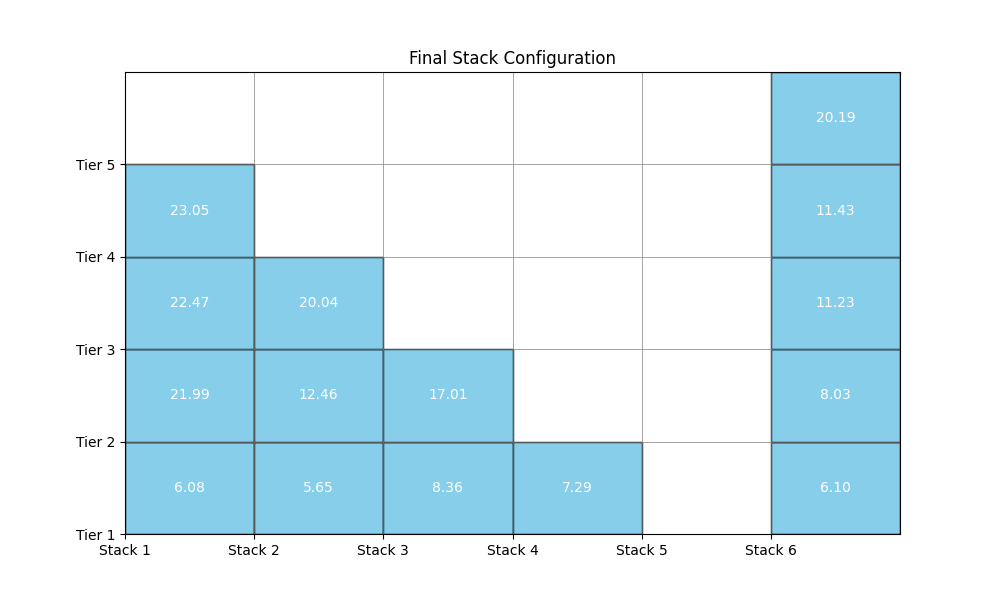 Final Stack Configuration
20.19
Tier 5
23.05 11.43
Tier 4
22.47 20.04 11.23
Tier 3
21.99 12.46 17.01 8.03
Tier 2
6.08 5.65 8.36 7.29 6.10
Tier 1
Stack 1 Stack 2 Stack 3 Stack 4 Stack 5 Stack 6